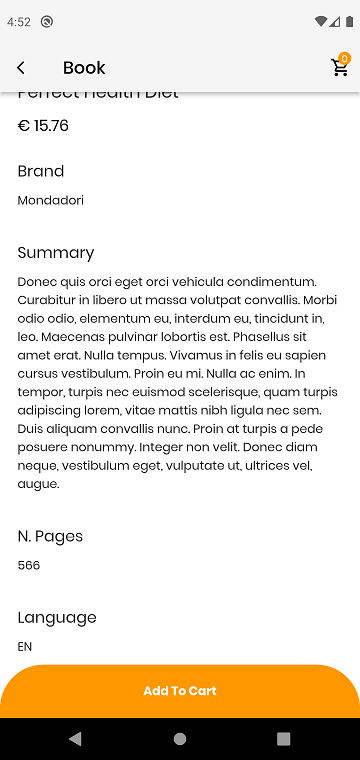 4:52
Book
0
Perfect Health Diet
€ 15.76
Brand
Mondadori
Summary
Donec quis orci eget orci vehicula condimentum.
Curabitur in libero ut massa volutpat convallis. Morbi
odio odio, elementum eu, interdum eu, tincidunt in,
leo. Maecenas pulvinar lobortis est. Phasellus sit
amet erat. Nulla tempus. Vivamus in felis eu sapien
cursus vestibulum. Proin eu mi. Nulla ac enim. In
tempor, turpis nec euismod scelerisque, quam turpis
adipiscing lorem, vitae mattis nibh ligula nec sem.
Duis aliquam convallis nunc. Proin at turpis a pede
posuere nonummy. Integer non velit. Donec diam
neque, vestibulum eget, vulputate ut, ultrices vel,
augue.
N. Pages
566
Language
EN
Add To Cart